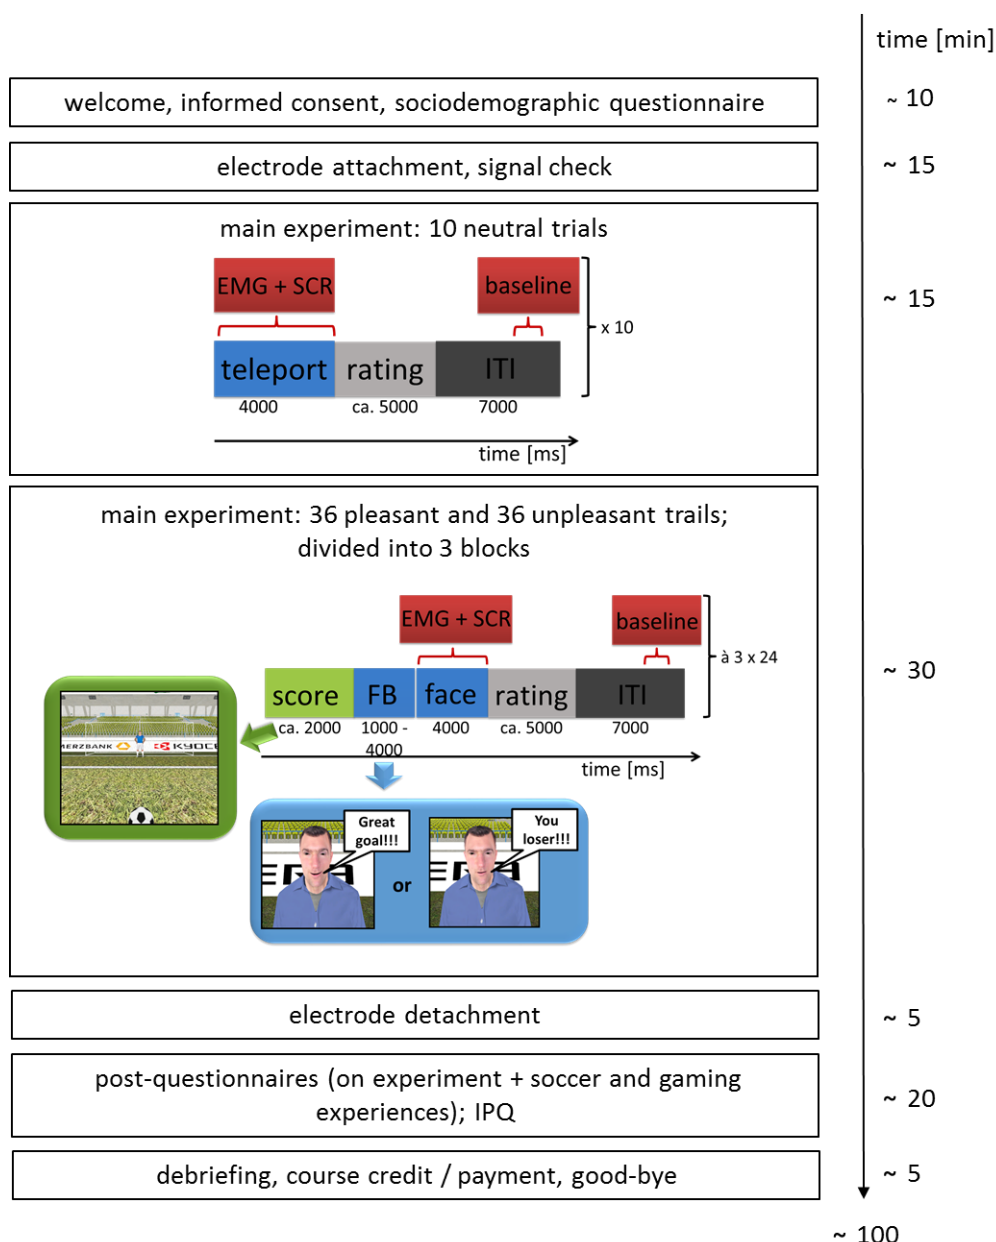 time [min]
welcome, informed consent, sociodemographic questionnaire
~ 10
electrode attachment, signal check
~ 15
main experiment: 10 neutral trials
EMG + SCR
baseline
~ 15
x 10
teleport
rating
ITI
4000
ca. 5000
7000
time [ms]
main experiment: 36 pleasant and 36 unpleasant trails;
divided into 3 blocks
EMG + SCR
baseline
à 3 x 24
~ 30
score
FB
face
rating
ITI
ca. 2000
1000 -
4000
4000
ca. 5000
7000
time [ms]
MERZBANK
KYOCE
Great
goal!!!
You
loser!!!
or
electrode detachment
~ 5
post-questionnaires (on experiment + soccer and gaming
experiences); IPQ
~ 20
debriefing, course credit / payment, good-bye
~ 5
~ 100